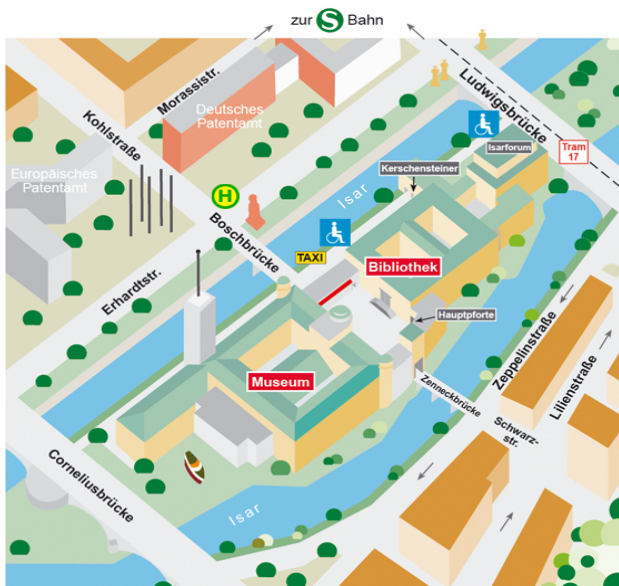 zur S Bahn
Ludwigsbrücke
Morassistr.
Deutsches
Patentamt
Kohlstraße
Isarforum
Tram
17
Europäisches
Patentamt
Kerschensteiner
H
Isar
Boschbrücke
TAXI
Bibliothek
Erhardtstr.
Hauptpforte
Zeppelinstraße
Lilienstraße
Museum
Zenneckbrücke
Schwarz-
str.
Corneliusbrücke
Isar